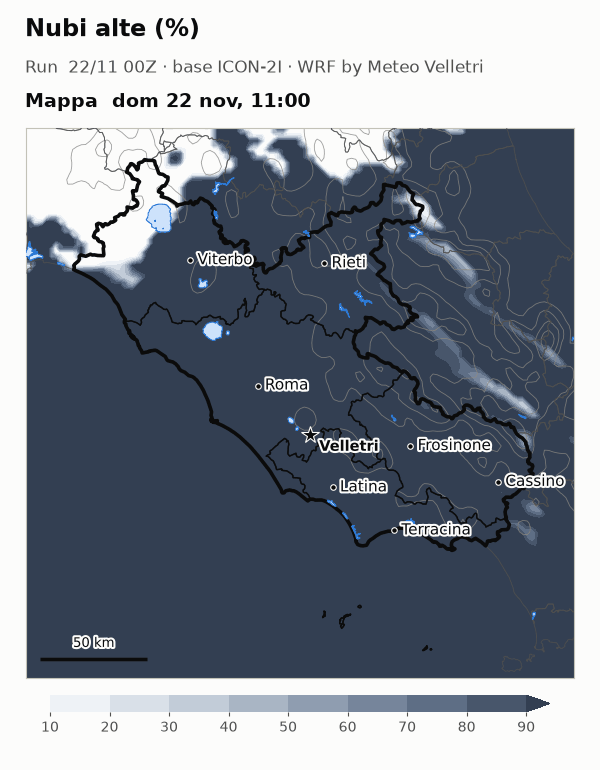 Nubi alte (%)
Run  22/11 00Z · base ICON-2I · WRF by Meteo Velletri
Mappa  dom 22 nov, 11:00
Viterbo
Rieti
Roma
Velletri
Frosinone
Latina
Cassino
Terracina
50 km
10 20 30 40 50 60 70 80 90